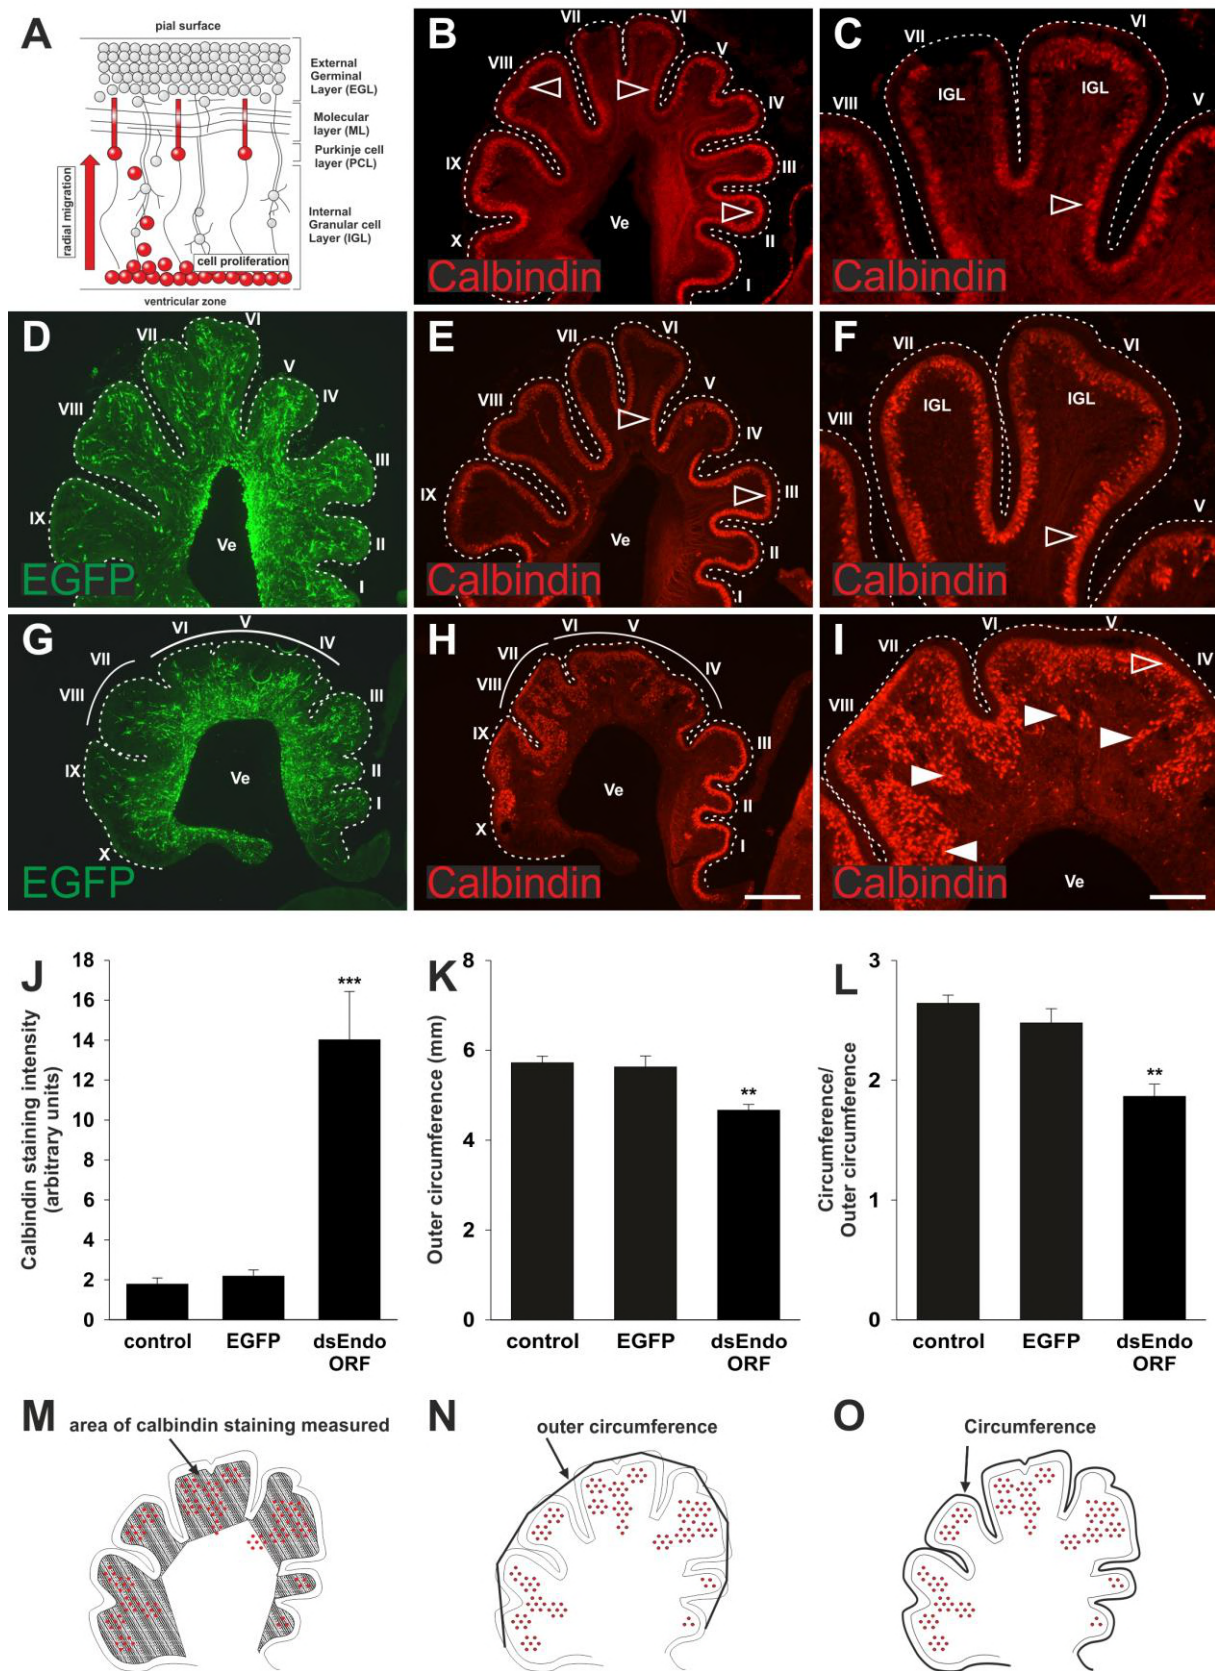 A
pial surface
External
Germinal
Layer (EGL)
Molecular
layer (ML)
Purkinje cell
layer (PCL)
Internal
Granular cell
Layer (IGL)
radial migration
cell proliferation
ventricular zone
B
VII
VI
VIII
V
IV
IX
III
II
X
I
Ve
Calbindin
C
VII
VI
VIII
V
IGL
IGL
Calbindin
D
VII
VI
V
IV
VIII
III
IX
II
I
Ve
EGFP
E
VII
VI
V
VIII
IV
III
IX
II
I
Ve
Calbindin
F
VII
VI
VIII
V
IGL
IGL
Calbindin
G
VI
V
IV
VII
VIII
III
IX
II
I
X
Ve
EGFP
H
VI
V
VII
IV
VIII
IX
III
II
I
X
Ve
Calbindin
I
VII
VI
V
IV
VIII
Ve
Calbindin
J
Calbindin staining intensity
(arbitrary units)
18
16
14
12
10
8
6
4
2
0
***
control
EGFP
dsEndo
ORF
K
Outer circumference (mm)
8
6
4
2
0
**
control
EGFP
dsEndo
ORF
L
Circumference/
Outer circumference
3
2
1
0
**
control
EGFP
dsEndo
ORF
M
area of calbindin staining measured
N
outer circumference
O
Circumference